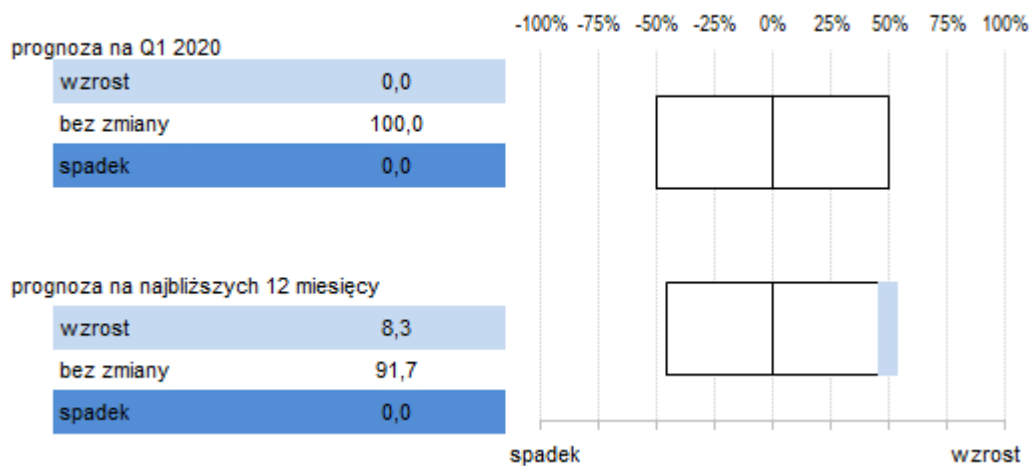 -100% -75% -50% -25% 0% 25% 50% 75% 100%
prognoza na Q1 2020
wzrost 0,0
bez zmiany 100,0
spadek 0,0
prognoza na najbliższych 12 miesięcy
wzrost 8,3
bez zmiany 91,7
spadek 0,0
spadek wzrost